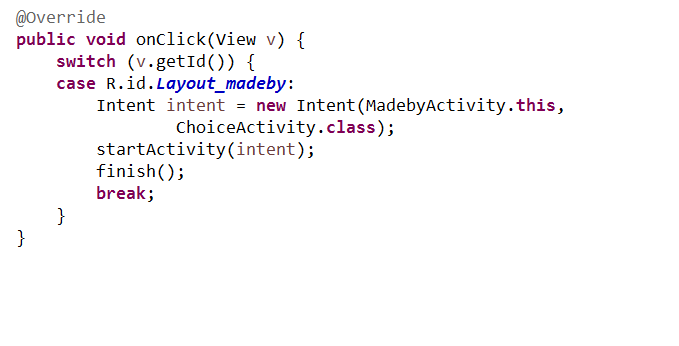 @Override
public void onClick(View v) {
    switch (v.getId()) {
    case R.id.Layout_madeby:
        Intent intent = new Intent(MadebyActivity.this,
                ChoiceActivity.class);
        startActivity(intent);
        finish();
        break;
    }
}